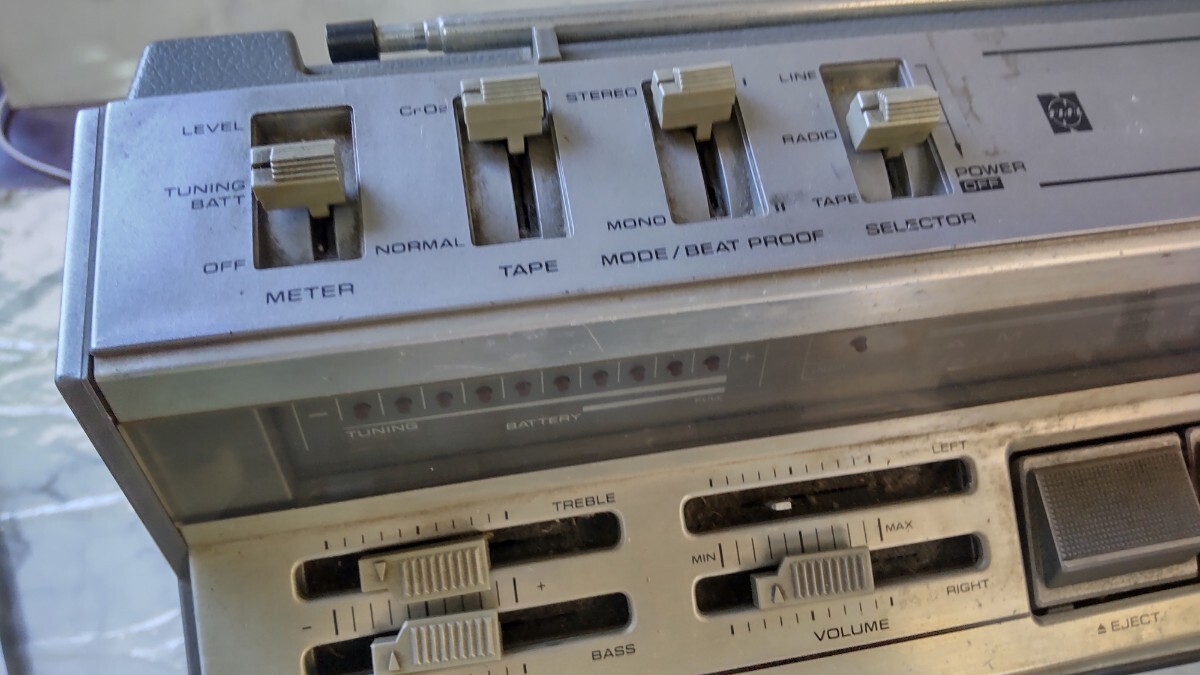 LEVEL
TUNING
BATT
OFF
METER
CrO₂
NORMAL
TAPE
STEREO
MONO
I
II
MODE/BEAT PROOF
LINE
RADIO
TAPE
POWER
OFF
SELECTOR
− +
TUNING
BATTERY
TREBLE
− +
BASS
LEFT
MIN MAX
RIGHT
VOLUME
≜ EJECT